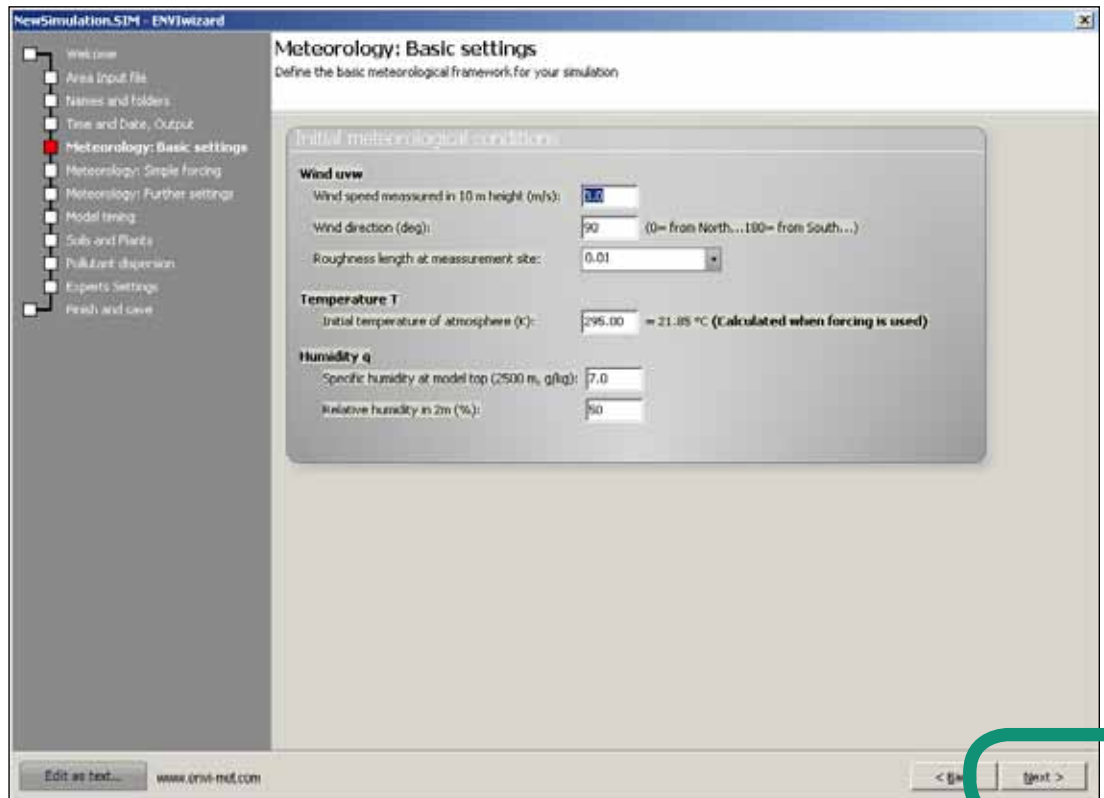 NewSimulation.SIM - ENVIwizard
Welcome
Area Input file
Names and folders
Time and Date, Output
Meteorology: Basic settings
Meteorology: Simple forcing
Meteorology: Further settings
Model timing
Soils and Plants
Pollutant dispersion
Experts Settings
Finish and save
Meteorology: Basic settings
Define the basic meteorological framework for your simulation
Initial meteorological conditions
Wind uvw
Wind speed meassured in 10 m height (m/s): 3.0
Wind direction (deg): 90 (0= from North...180= from South...)
Roughness length at meassurement site: 0.01
Temperature T
Initial temperature of atmosphere (K): 295.00 = 21.85 °C (Calculated when forcing is used)
Humidity q
Specific humidity at model top (2500 m, g/kg): 7.0
Relative humidity in 2m (%): 50
Edit as text... www.envi-met.com < Next >